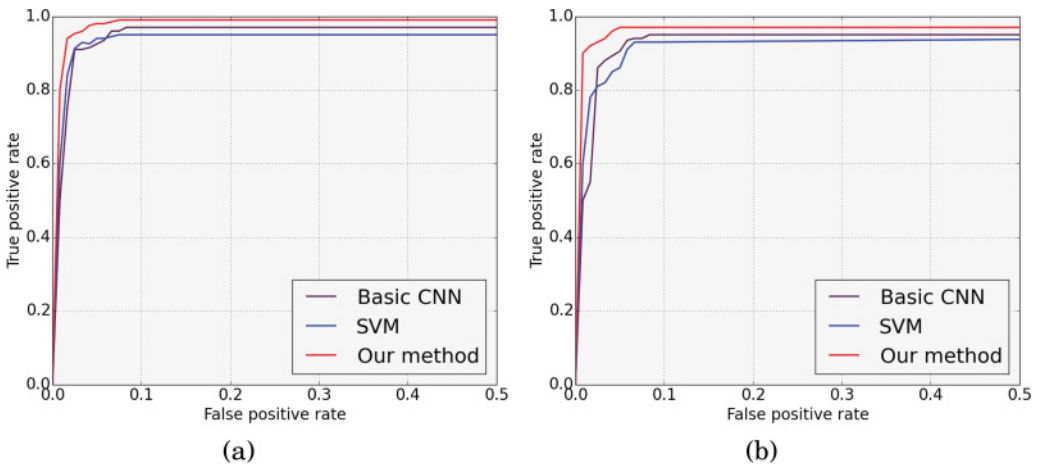 1.0
0.8
0.6
0.4
0.2
0.0
True positive rate
Basic CNN
SVM
Our method
0.0 0.1 0.2 0.3 0.4 0.5
False positive rate
(a)
1.0
0.8
0.6
0.4
0.2
0.0
True positive rate
Basic CNN
SVM
Our method
0.0 0.1 0.2 0.3 0.4 0.5
False positive rate
(b)